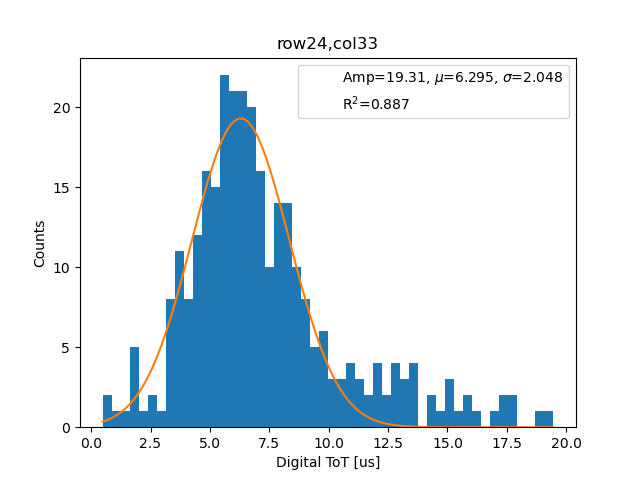 row24,col33
Amp=19.31, μ=6.295, σ=2.048
R²=0.887
20
15
10
5
0
Counts
0.0 2.5 5.0 7.5 10.0 12.5 15.0 17.5 20.0
Digital ToT [us]